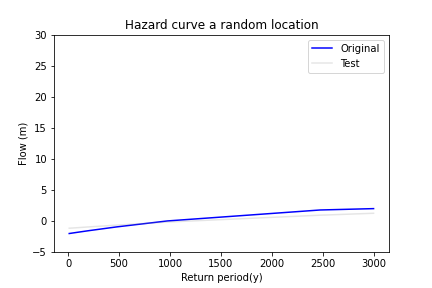 Hazard curve a random location
30
25
20
15
10
5
0
−5
Flow (m)
Original
Test
0 500 1000 1500 2000 2500 3000
Return period(y)